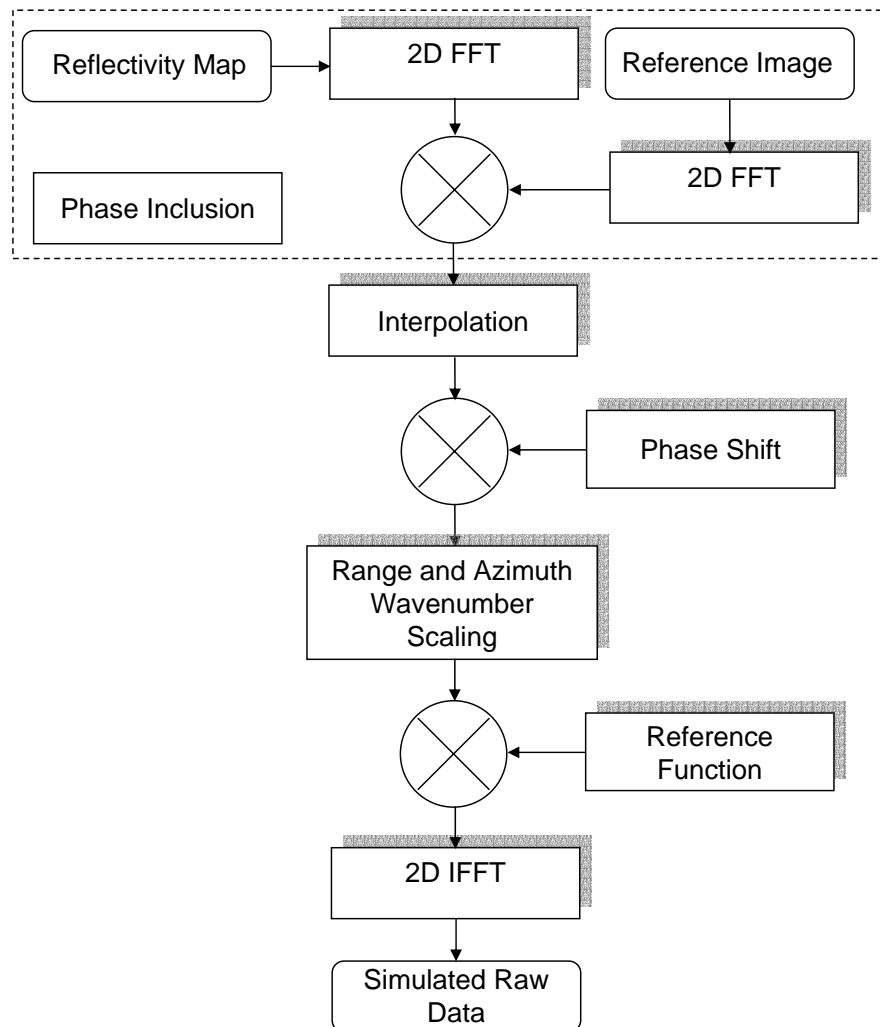 Reflectivity Map
2D FFT
Reference Image
2D FFT
Phase Inclusion
Interpolation
Phase Shift
Range and Azimuth
Wavenumber
Scaling
Reference
Function
2D IFFT
Simulated Raw
Data